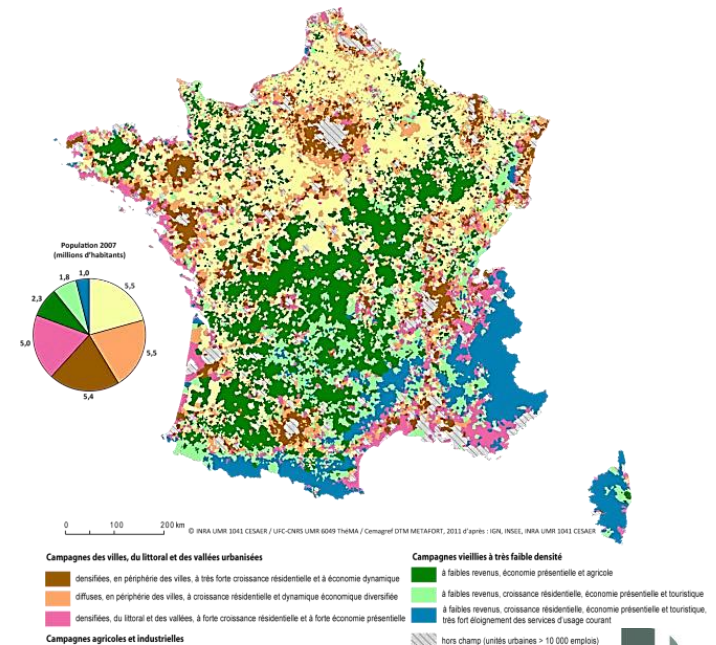 Population 2007
(millions d'habitants)
1,8
1,0
5,5
2,3
5,0
5,5
5,4
0 100 200 km
© INRA UMR 1041 CESAER / UFC-CNRS UMR 6049 ThéMA / Cemagref DTM METAFORT, 2011 d'après : IGN, INSEE, INRA UMR 1041 CESAER
Campagnes des villes, du littoral et des vallées urbanisées
densifiées, en périphérie des villes, à très forte croissance résidentielle et à économie dynamique
diffuses, en périphérie des villes, à croissance résidentielle et dynamique économique diversifiée
densifiées, du littoral et des vallées, à forte croissance résidentielle et à forte économie présentielle
Campagnes agricoles et industrielles
Campagnes vieillies à très faible densité
à faibles revenus, économie présentielle et agricole
à faibles revenus, croissance résidentielle, économie présentielle et touristique
à faibles revenus, croissance résidentielle, économie présentielle et touristique,
très fort éloignement des services d'usage courant
hors champ (unités urbaines > 10 000 emplois)